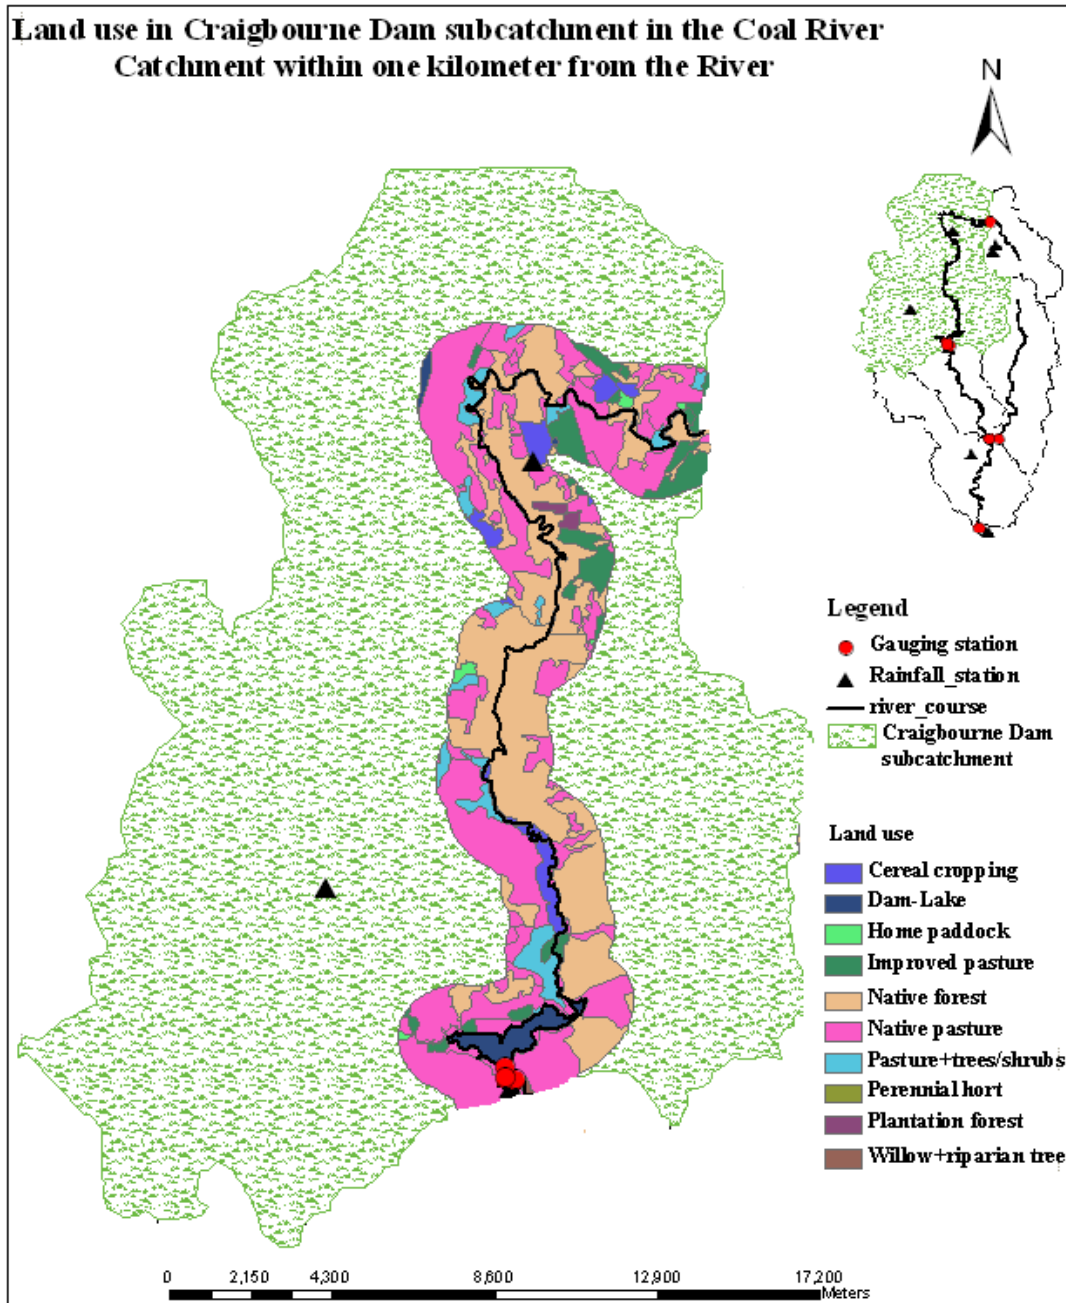 Land use in Craigbourne Dam subcatchment in the Coal River
Catchment within one kilometer from the River
N
Legend
Gauging station
Rainfall_station
river_course
Craigbourne Dam
subcatchment
Land use
Cereal cropping
Dam-Lake
Home paddock
Improved pasture
Native forest
Native pasture
Pasture+trees/shrubs
Perennial hort
Plantation forest
Willow+riparian tree
0 2,150 4,300 8,600 12,900 17,200
Meters